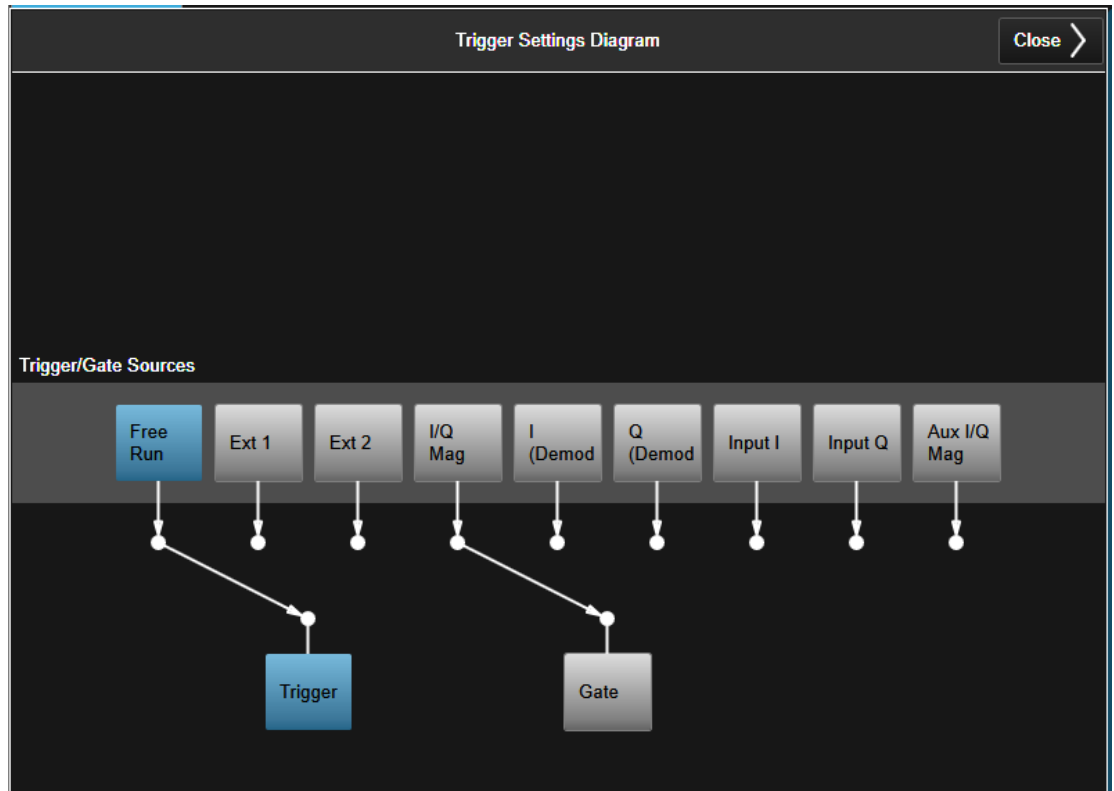 Trigger Settings Diagram
Close
Trigger/Gate Sources
Free
Run
Ext 1
Ext 2
I/Q
Mag
I
(Demod
Q
(Demod
Input I
Input Q
Aux I/Q
Mag
Trigger
Gate